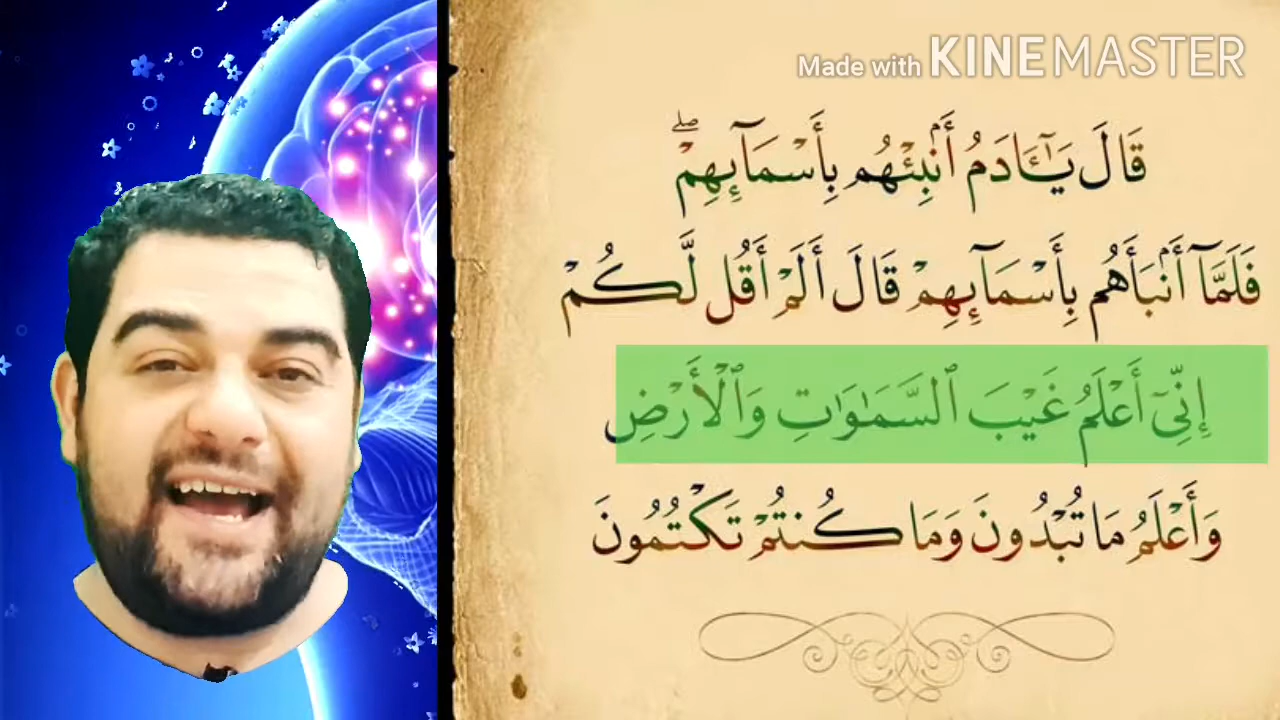 Made with KINEMASTER
قَالَ يَـٰٓـَٔادَمُ أَنۢبِئْهُم بِأَسْمَآئِهِمْ ۖ
فَلَمَّآ أَنۢبَأَهُم بِأَسْمَآئِهِمْ قَالَ أَلَمْ أَقُل لَّكُمْ
إِنِّىٓ أَعْلَمُ غَيْبَ ٱلسَّمَـٰوَٰتِ وَٱلْأَرْضِ
وَأَعْلَمُ مَا تُبْدُونَ وَمَا كُنتُمْ تَكْتُمُونَ